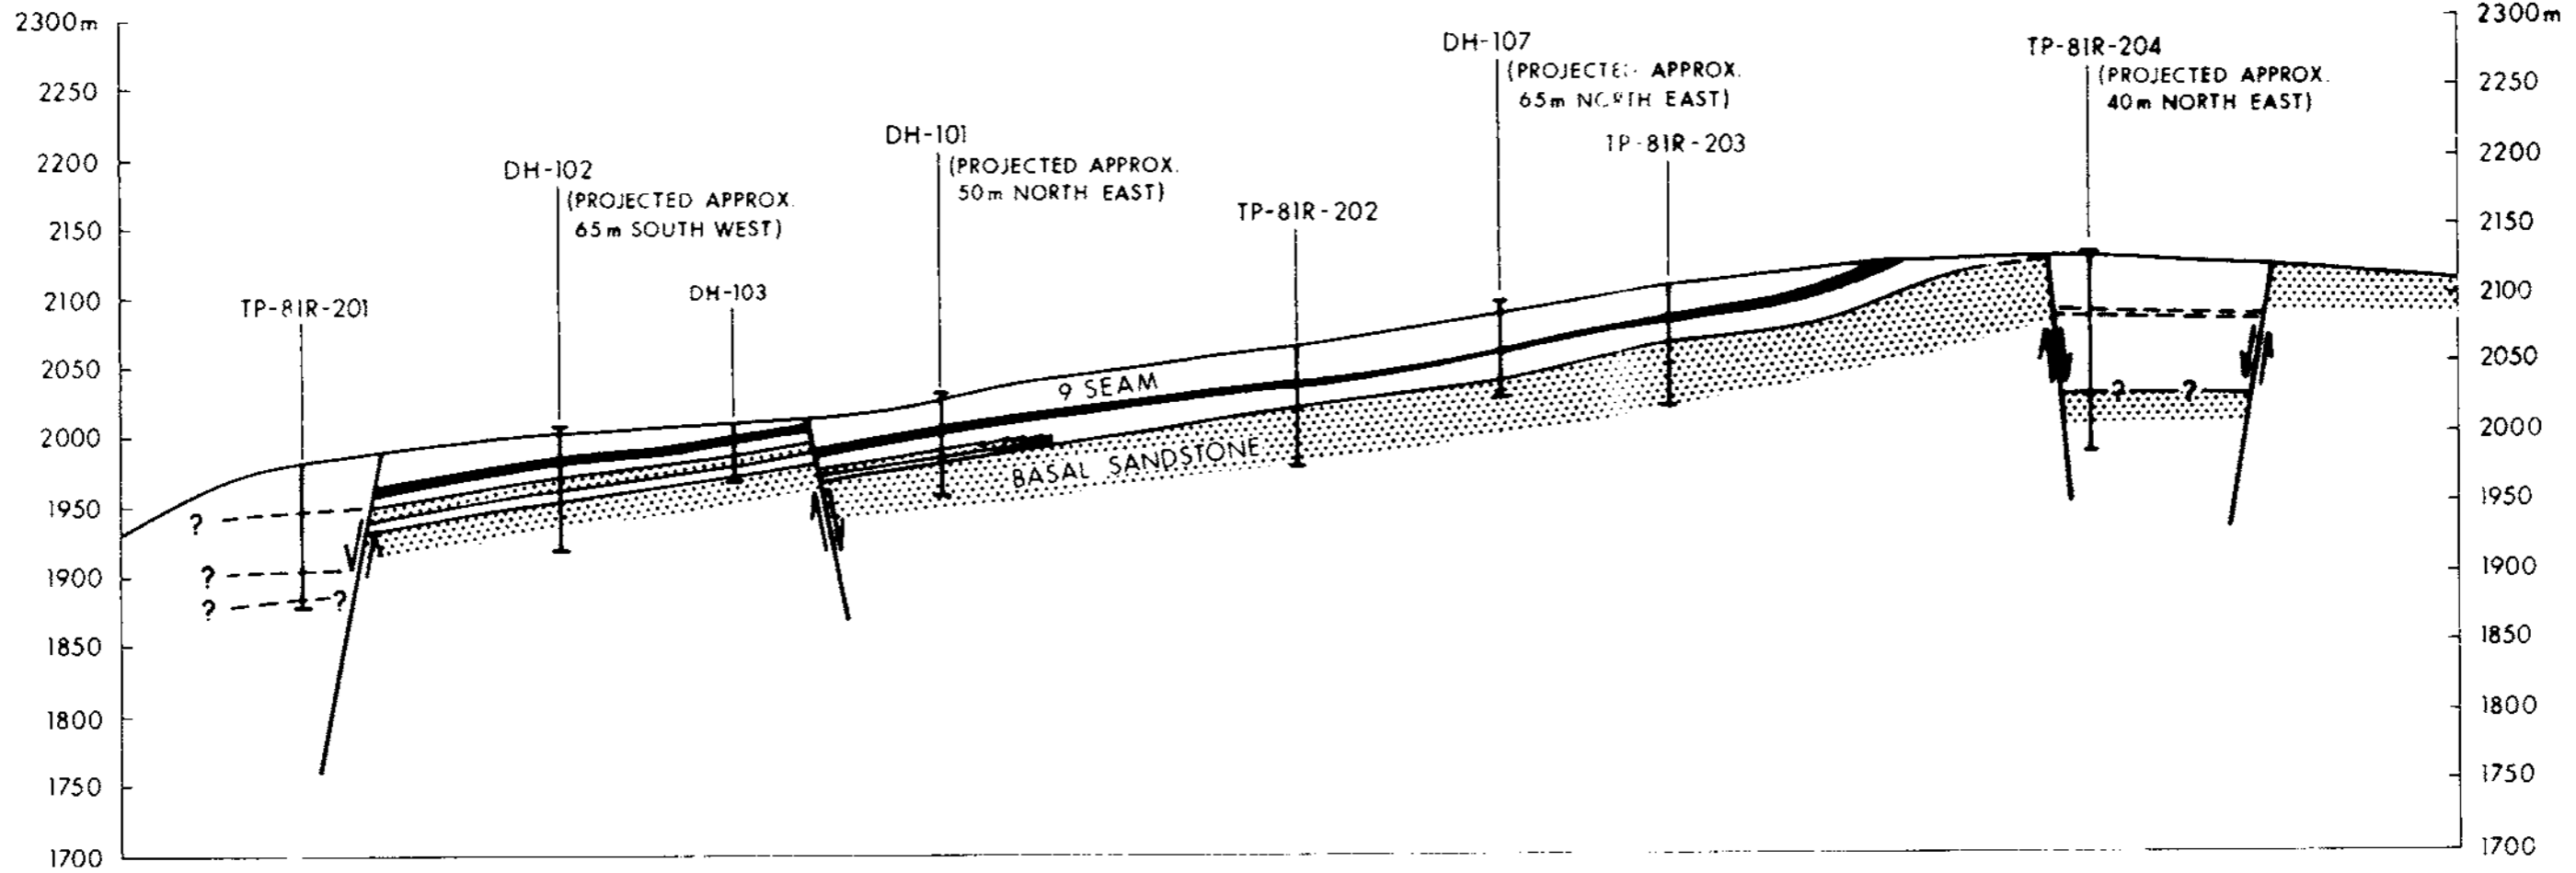 2300m
2250
2200
2150
2100
2050
2000
1950
1900
1850
1800
1750
1700
TP-81R-201
DH-102
(PROJECTED APPROX.
65m SOUTH WEST)
DH-103
DH-101
(PROJECTED APPROX.
50m NORTH EAST)
TP-81R-202
DH-107
(PROJECTED APPROX.
65m NORTH EAST)
TP-81R-203
TP-81R-204
(PROJECTED APPROX.
40m NORTH EAST)
9 SEAM
BASAL SANDSTONE
?
?
?
?
?
?
2300m
2250
2200
2150
2100
2050
2000
1950
1900
1850
1800
1750
1700